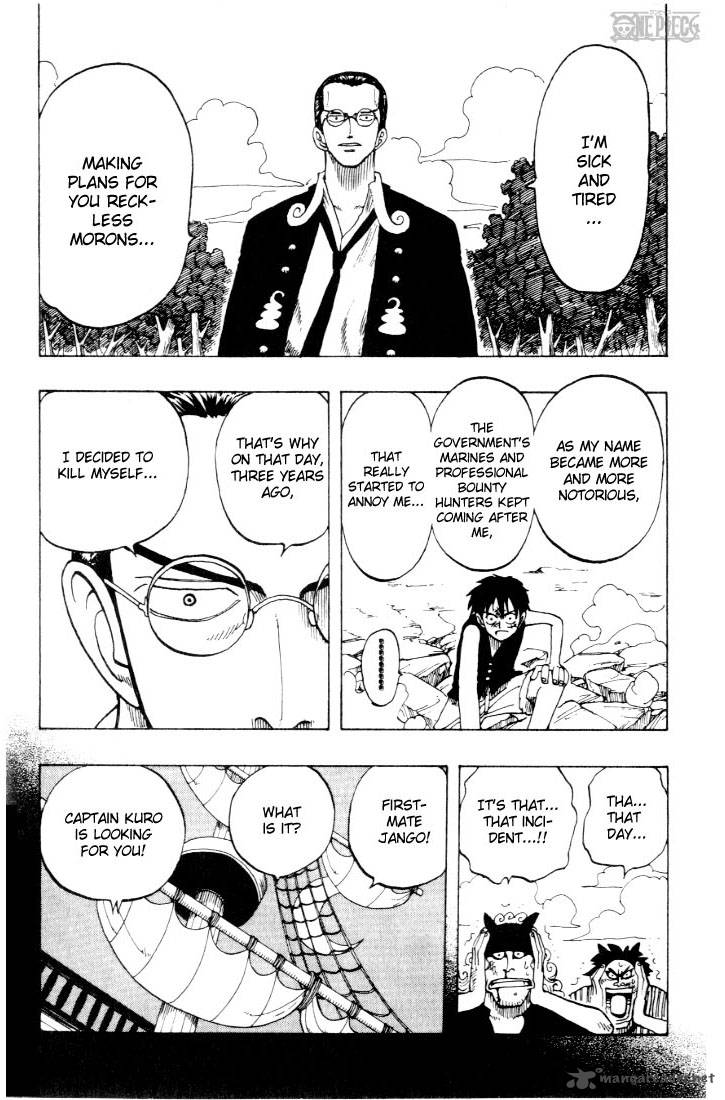 ONE PIECE
I'M
SICK
AND
TIRED
...
MAKING
PLANS FOR
YOU RECK-
LESS
MORONS...
AS MY NAME
BECAME MORE
AND MORE
NOTORIOUS,
THE
GOVERNMENT'S
MARINES AND
PROFESSIONAL
BOUNTY
HUNTERS KEPT
COMING AFTER
ME,
THAT
REALLY
STARTED TO
ANNOY ME...
THAT'S WHY
ON THAT DAY,
THREE YEARS
AGO,
I DECIDED TO
KILL MYSELF...
THA...
THAT
DAY...
IT'S THAT...
THAT INCI-
DENT...!!
FIRST-
MATE
JANGO!
WHAT
IS IT?
CAPTAIN KURO
IS LOOKING
FOR YOU!